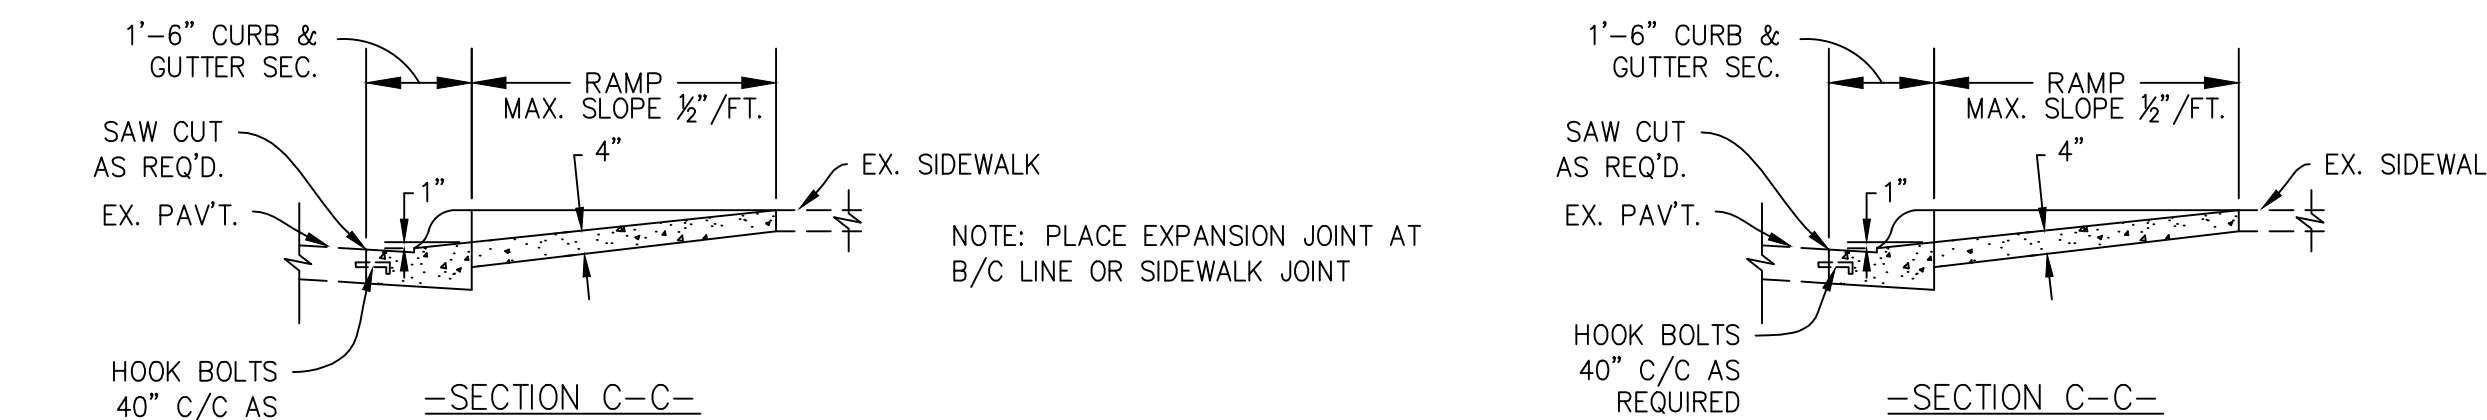 1'-6" CURB &
GUTTER SEC.
RAMP
MAX. SLOPE ½"/FT.
SAW CUT
AS REQ'D.
4"
EX. SIDEWALK
1"
EX. PAV'T.
NOTE: PLACE EXPANSION JOINT AT
B/C LINE OR SIDEWALK JOINT
HOOK BOLTS
40" C/C AS
-SECTION C-C-
1'-6" CURB &
GUTTER SEC.
RAMP
MAX. SLOPE ½"/FT.
SAW CUT
AS REQ'D.
4"
EX. SIDEWAL
1"
EX. PAV'T.
HOOK BOLTS
40" C/C AS
REQUIRED
-SECTION C-C-